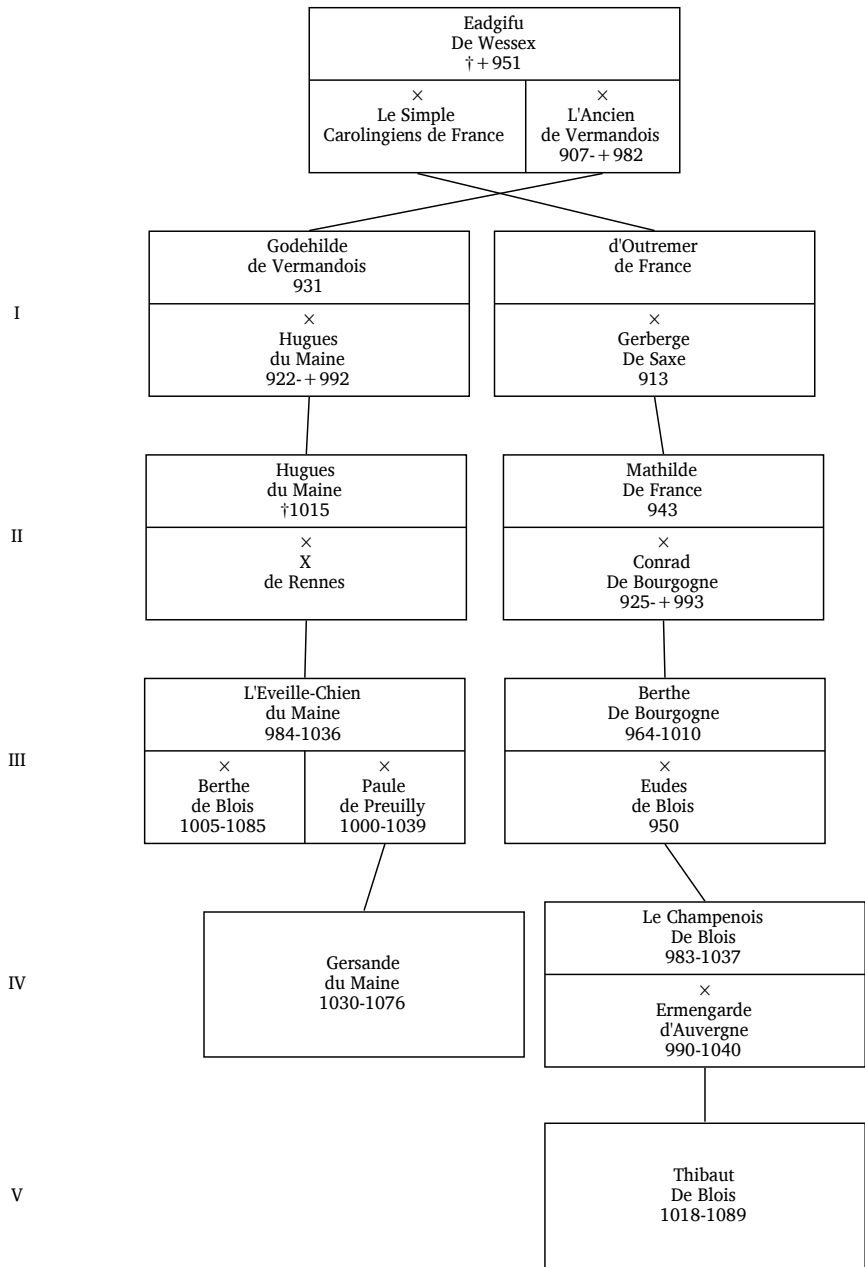 Eadgifu
De Wessex
†+951
×
Le Simple
Carolingiens de France
×
L'Ancien
de Vermandois
907-+982
I
Godehilde
de Vermandois
931
×
Hugues
du Maine
922-+992
d'Outremer
de France
×
Gerberge
De Saxe
913
II
Hugues
du Maine
†1015
×
X
de Rennes
Mathilde
De France
943
×
Conrad
De Bourgogne
925-+993
III
L'Eveille-Chien
du Maine
984-1036
×
Berthe
de Blois
1005-1085
×
Paule
de Preuilly
1000-1039
Berthe
De Bourgogne
964-1010
×
Eudes
de Blois
950
IV
Gersande
du Maine
1030-1076
Le Champenois
De Blois
983-1037
×
Ermengarde
d'Auvergne
990-1040
V
Thibaut
De Blois
1018-1089